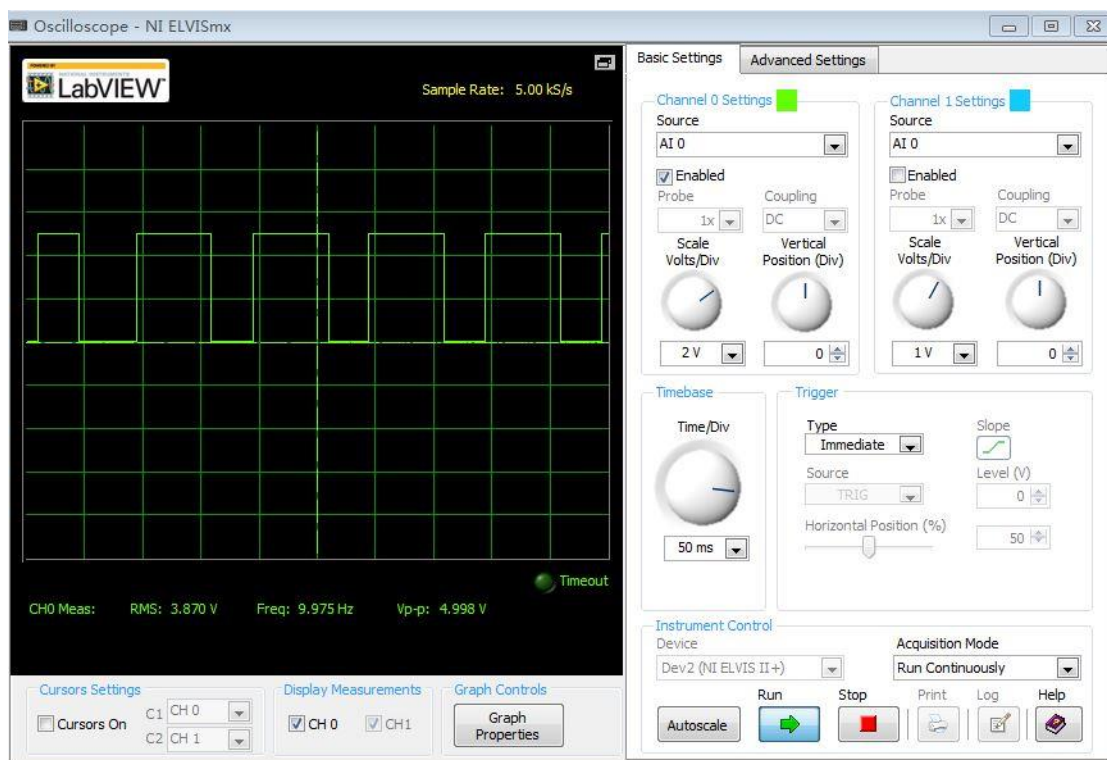 Oscilloscope - NI ELVISmx
POWERED BY
NATIONAL INSTRUMENTS
LabVIEW™
Sample Rate: 5.00 kS/s
Timeout
CH0 Meas: RMS: 3.870 V Freq: 9.975 Hz Vp-p: 4.998 V
Cursors Settings
Cursors On
C1 CH 0
C2 CH 1
Display Measurements
CH 0 CH1
Graph Controls
Graph
Properties
Basic Settings Advanced Settings
Channel 0 Settings
Source
AI 0
Enabled
Probe Coupling
1x DC
Scale Vertical
Volts/Div Position (Div)
2 V 0
Channel 1 Settings
Source
AI 0
Enabled
Probe Coupling
1x DC
Scale Vertical
Volts/Div Position (Div)
1 V 0
Timebase
Time/Div
50 ms
Trigger
Type Slope
Immediate
Source Level (V)
TRIG 0
Horizontal Position (%)
50
Instrument Control
Device Acquisition Mode
Dev2 (NI ELVIS II+) Run Continuously
Run Stop Print Log Help
Autoscale